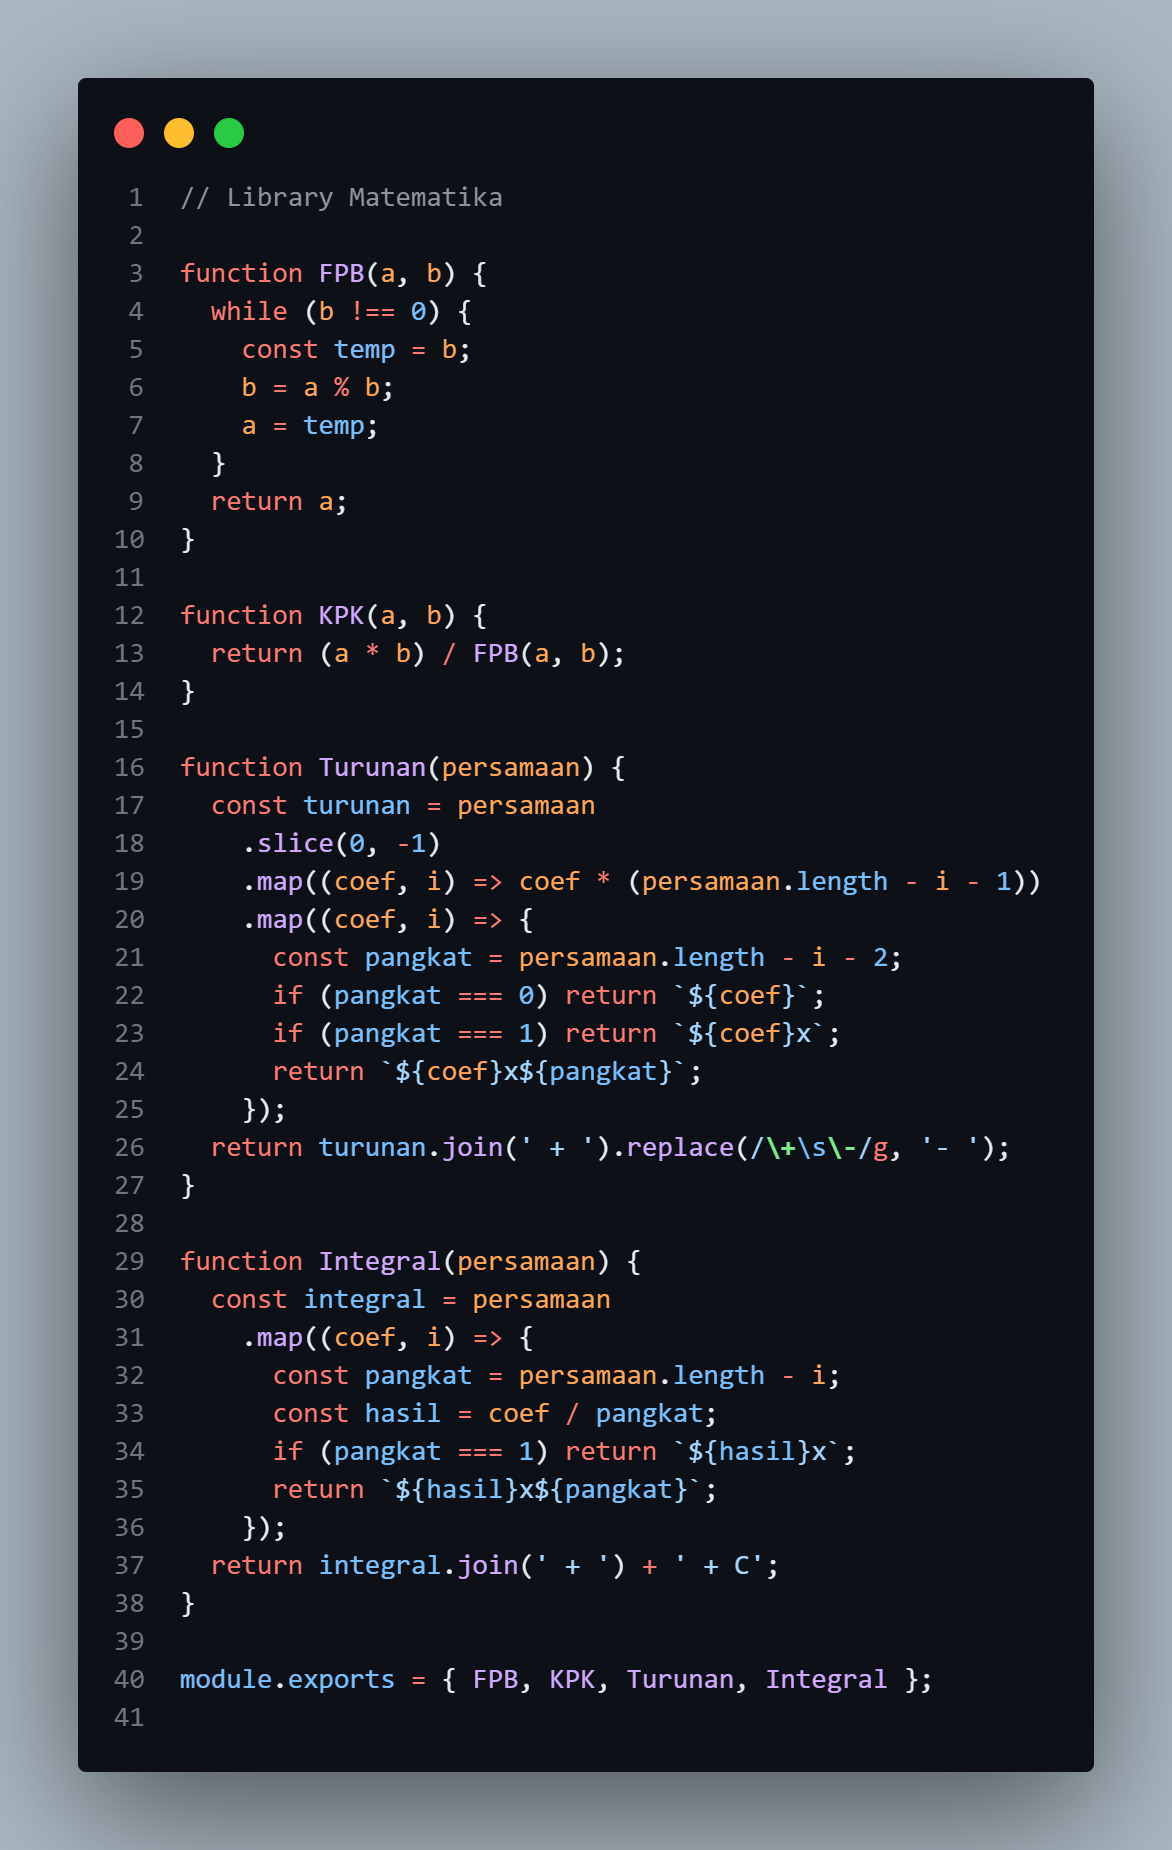 1 // Library Matematika
2
3 function FPB(a, b) {
4   while (b !== 0) {
5     const temp = b;
6     b = a % b;
7     a = temp;
8   }
9   return a;
10 }
11
12 function KPK(a, b) {
13   return (a * b) / FPB(a, b);
14 }
15
16 function Turunan(persamaan) {
17   const turunan = persamaan
18     .slice(0, -1)
19     .map((coef, i) => coef * (persamaan.length - i - 1))
20     .map((coef, i) => {
21       const pangkat = persamaan.length - i - 2;
22       if (pangkat === 0) return `${coef}`;
23       if (pangkat === 1) return `${coef}x`;
24       return `${coef}x${pangkat}`;
25     });
26   return turunan.join(' + ').replace(/\+\s\-/g, '- ');
27 }
28
29 function Integral(persamaan) {
30   const integral = persamaan
31     .map((coef, i) => {
32       const pangkat = persamaan.length - i;
33       const hasil = coef / pangkat;
34       if (pangkat === 1) return `${hasil}x`;
35       return `${hasil}x${pangkat}`;
36     });
37   return integral.join(' + ') + ' + C';
38 }
39
40 module.exports = { FPB, KPK, Turunan, Integral };
41